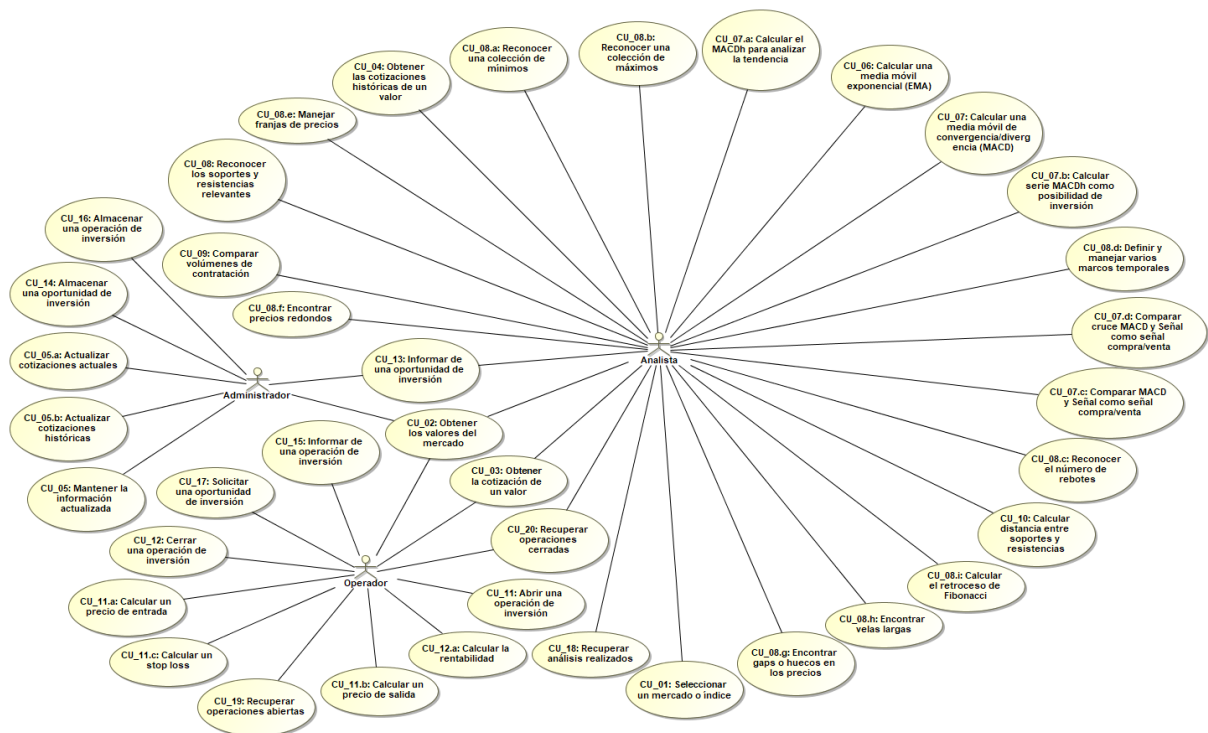 CU_08.a: Reconocer
una colección de
mínimos
CU_08.b:
Reconocer una
colección de
máximos
CU_07.a: Calcular el
MACDh para analizar
la tendencia
CU_04: Obtener
las cotizaciones
históricas de un
valor
CU_06: Calcular una
media móvil
exponencial (EMA)
CU_08.e: Manejar
franjas de precios
CU_07: Calcular una
media móvil de
convergencia/diverg
encia (MACD)
CU_08: Reconocer
los soportes y
resistencias
relevantes
CU_07.b: Calcular
serie MACDh como
posibilidad de
inversión
CU_16: Almacenar
una operación de
inversión
CU_09: Comparar
volúmenes de
contratación
CU_08.d: Definir y
manejar varios
marcos temporales
CU_14: Almacenar
una oportunidad de
inversión
CU_08.f: Encontrar
precios redondos
CU_07.d: Comparar
cruce MACD y Señal
como señal
compra/venta
CU_05.a: Actualizar
cotizaciones actuales
CU_13: Informar de
una oportunidad de
inversión
Analista
Administrador
CU_07.c: Comparar MACD
y Señal como señal
compra/venta
CU_05.b: Actualizar
cotizaciones
históricas
CU_02: Obtener
los valores del
mercado
CU_15: Informar de
una operación de
inversión
CU_08.c: Reconocer
el número de
rebotes
CU_05: Mantener la
información
actualizada
CU_17: Solicitar
una oportunidad
de inversión
CU_03: Obtener
la cotización de
un valor
CU_10: Calcular
distancia entre
soportes y
resistencias
CU_12: Cerrar
una operación de
inversión
CU_20: Recuperar
operaciones
cerradas
Operador
CU_08.i: Calcular
el retroceso de
Fibonacci
CU_11.a: Calcular un
precio de entrada
CU_11: Abrir una
operación de
inversión
CU_08.h: Encontrar
velas largas
CU_11.c: Calcular un
stop loss
CU_12.a: Calcular la
rentabilidad
CU_18: Recuperar
análisis realizados
CU_08.g: Encontrar
gaps o huecos en
los precios
CU_19: Recuperar
operaciones abiertas
CU_11.b: Calcular un
precio de salida
CU_01: Seleccionar
un mercado o índice